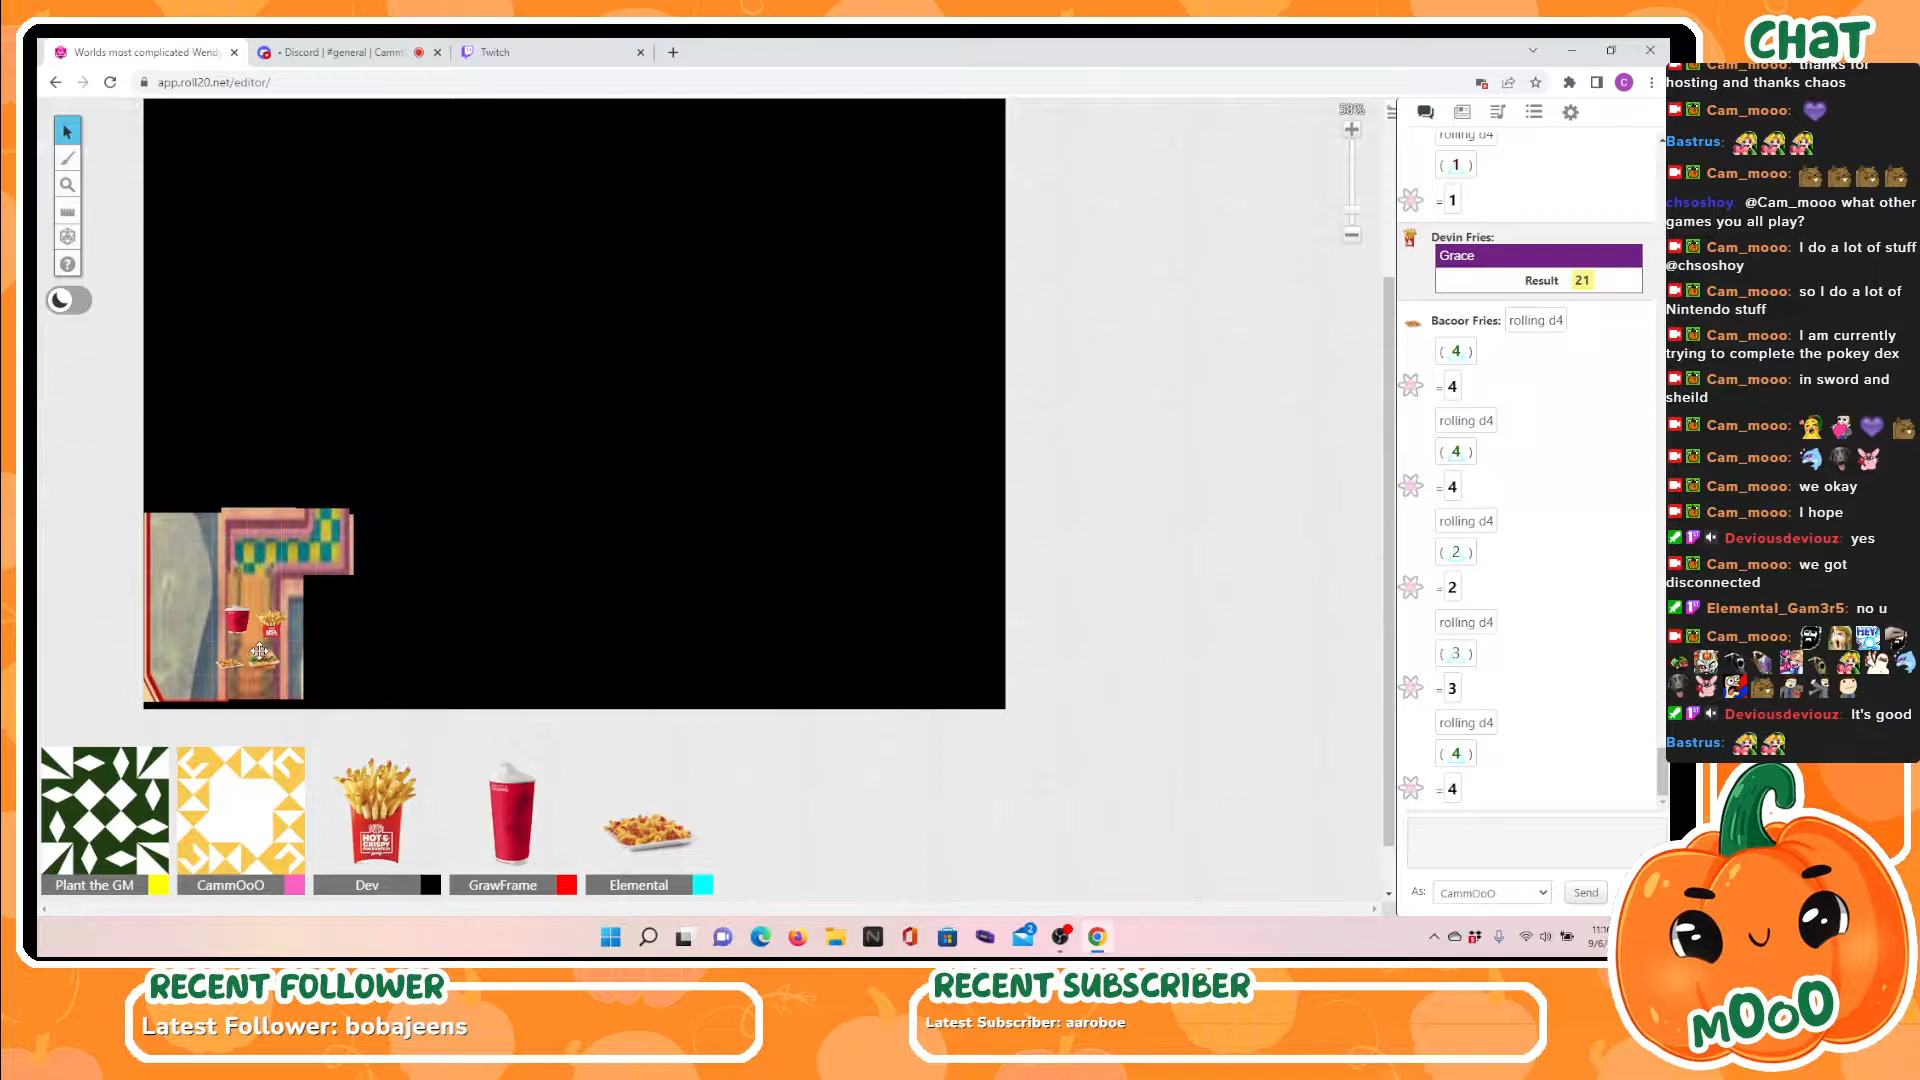 Worlds most complicated Wend
• Discord | #general | Camm
Twitch
app.roll20.net/editor/
58%
rolling d4
( 1 )
= 1
Devin Fries:
Grace
Result 21
Bacoor Fries: rolling d4
( 4 )
= 4
rolling d4
( 4 )
= 4
rolling d4
( 2 )
= 2
rolling d4
( 3 )
= 3
rolling d4
( 4 )
= 4
As: CammOoO
Send
Plant the GM
CammOoO
Dev
GrawFrame
Elemental
HOT & CRISPY
CHAT
Cam_mooo: thanks for
hosting and thanks chaos
Cam_mooo:
Bastrus:
Cam_mooo:
chsoshoy: @Cam_mooo what other
games you all play?
Cam_mooo: I do a lot of stuff
@chsoshoy
Cam_mooo: so I do a lot of
Nintendo stuff
Cam_mooo: I am currently
trying to complete the pokey dex
Cam_mooo: in sword and
sheild
Cam_mooo:
Cam_mooo:
Cam_mooo: we okay
Cam_mooo: I hope
Deviousdeviouz: yes
Cam_mooo: we got
disconnected
Elemental_Gam3r5: no u
Cam_mooo: HEY
Deviousdeviouz: It's good
Bastrus:
RECENT FOLLOWER
Latest Follower: bobajeens
RECENT SUBSCRIBER
Latest Subscriber: aaroboe
mOoO